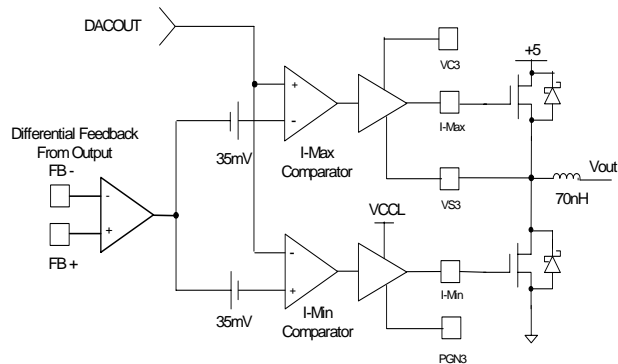 DACOUT
+5
VC3
+
-
I-Max
35mV
I-Max
Comparator
Differential Feedback
From Output
FB -
-
+
FB +
VS3
Vout
70nH
VCCL
-
+
I-Min
35mV
I-Min
Comparator
PGN3